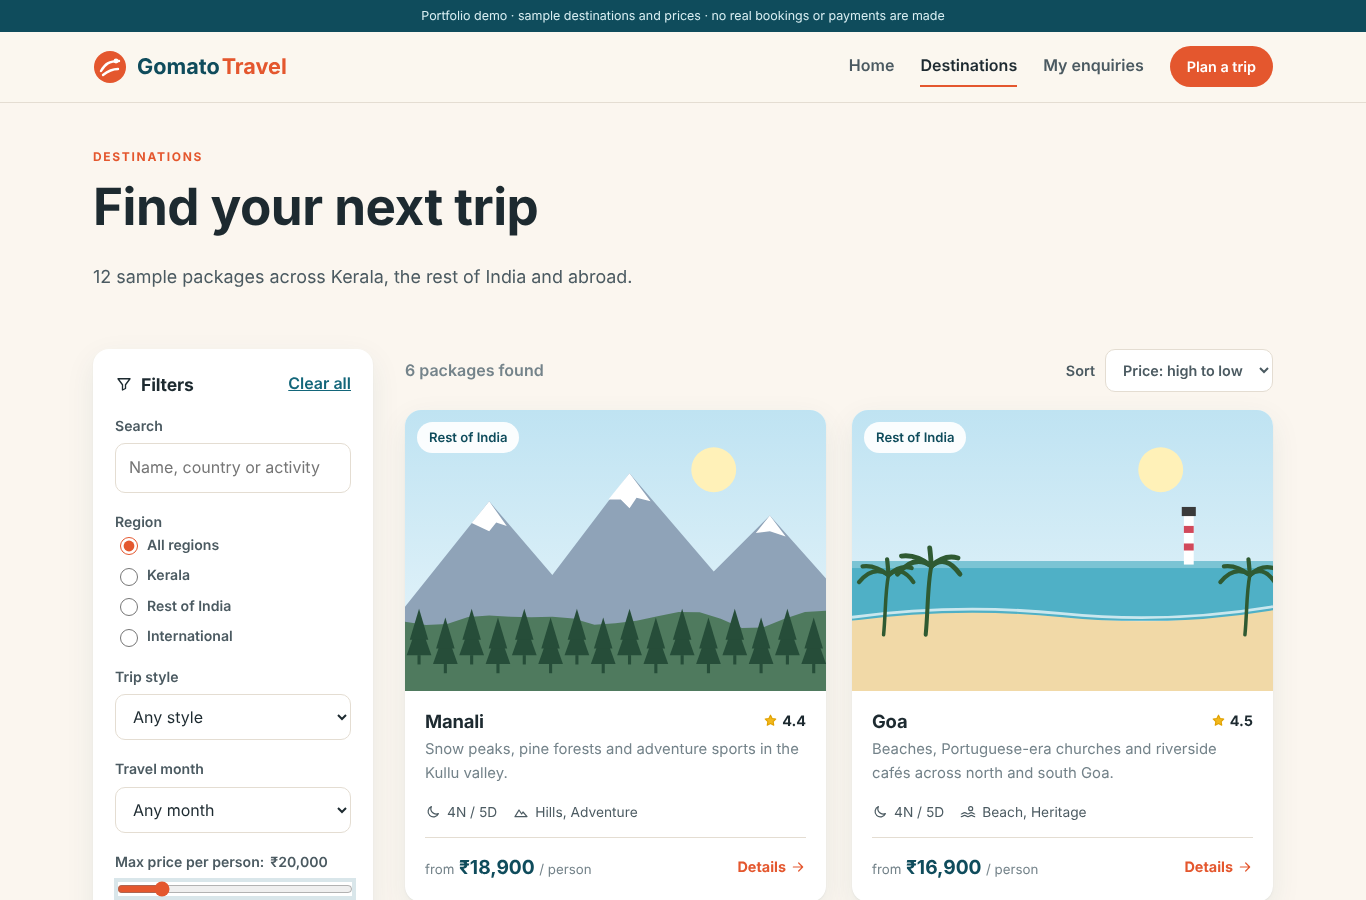 Portfolio demo · sample destinations and prices · no real bookings or payments are made
Gomato Travel
Home
Destinations
My enquiries
Plan a trip
DESTINATIONS
Find your next trip
12 sample packages across Kerala, the rest of India and abroad.
Filters
Clear all
Search
Name, country or activity
Region
All regions
Kerala
Rest of India
International
Trip style
Any style
Travel month
Any month
Max price per person: ₹20,000
6 packages found
Sort
Price: high to low
Rest of India
Manali
4.4
Snow peaks, pine forests and adventure sports in the
Kullu valley.
4N / 5D
Hills, Adventure
from ₹18,900 / person
Details →
Rest of India
Goa
4.5
Beaches, Portuguese-era churches and riverside
cafés across north and south Goa.
4N / 5D
Beach, Heritage
from ₹16,900 / person
Details →